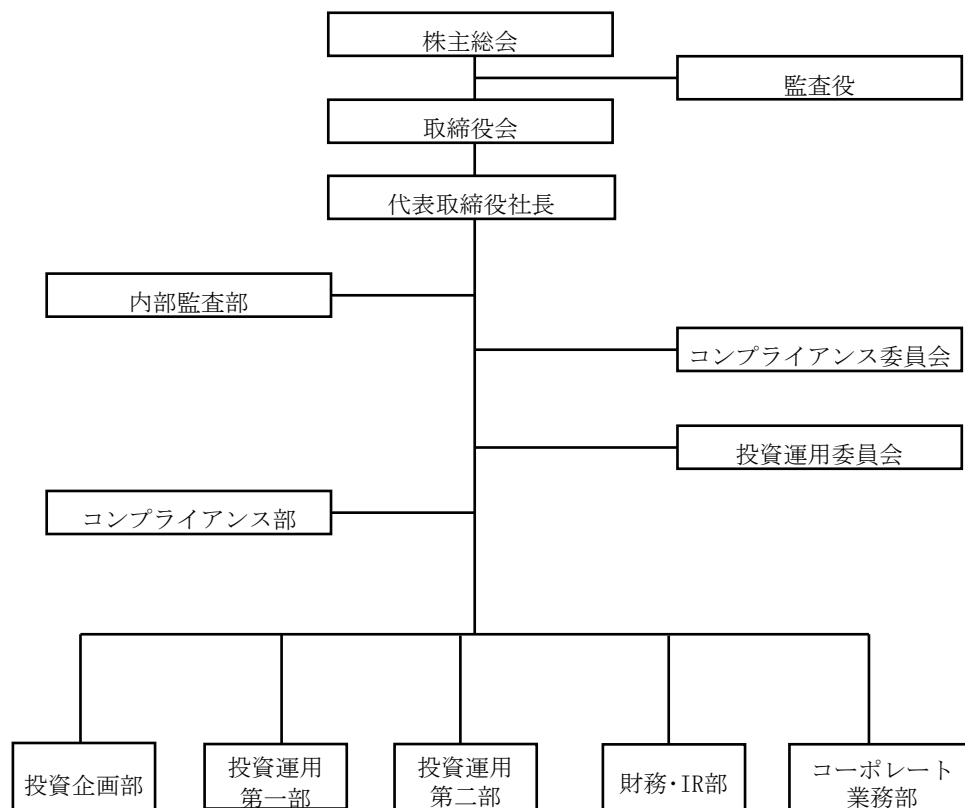 株主総会
監査役
取締役会
代表取締役社長
内部監査部
コンプライアンス委員会
投資運用委員会
コンプライアンス部
投資企画部
投資運用
第一部
投資運用
第二部
財務・IR部
コーポレート
業務部